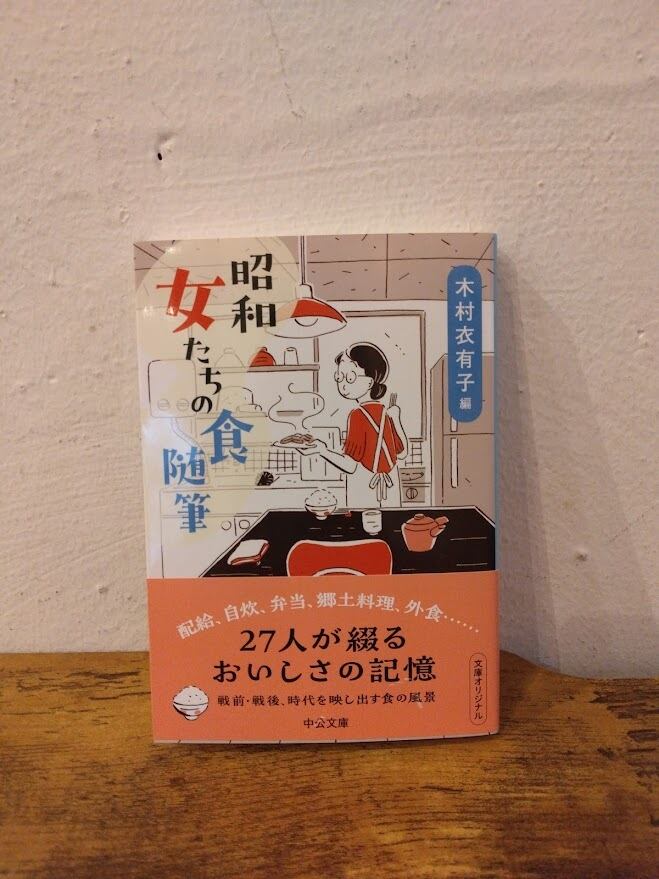 昭和
女たちの
食
随筆
木村衣有子 編
配給、自炊、弁当、郷土料理、外食……
27人が綴る
おいしさの記憶
戦前・戦後、時代を映し出す食の風景
中公文庫
文庫オリジナル